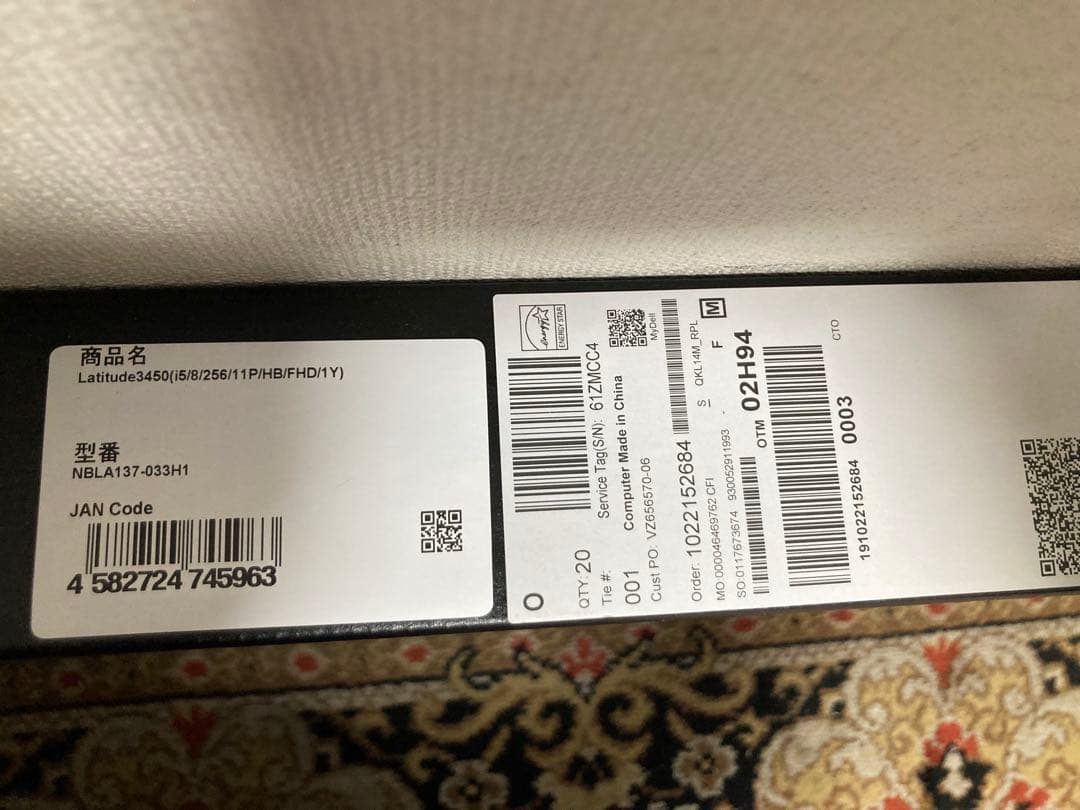 商品名
Latitude3450(i5/8/256/11P/HB/FHD/1Y)
型番
NBLA137-033H1
JAN Code
4 582724 745963
ENERGY STAR
MyDell
Service Tag(S/N): 61ZMCC4
Computer Made in China
O
QTY: 20
Tie #:
001
Cust PO: VZ656570-06
Order: 10221152684
S QKL14M_RPL
MO:000046469762 CFI
SO:0117673674 930052911993 - F M
OTM 02H94
191022152684 0003
CTO